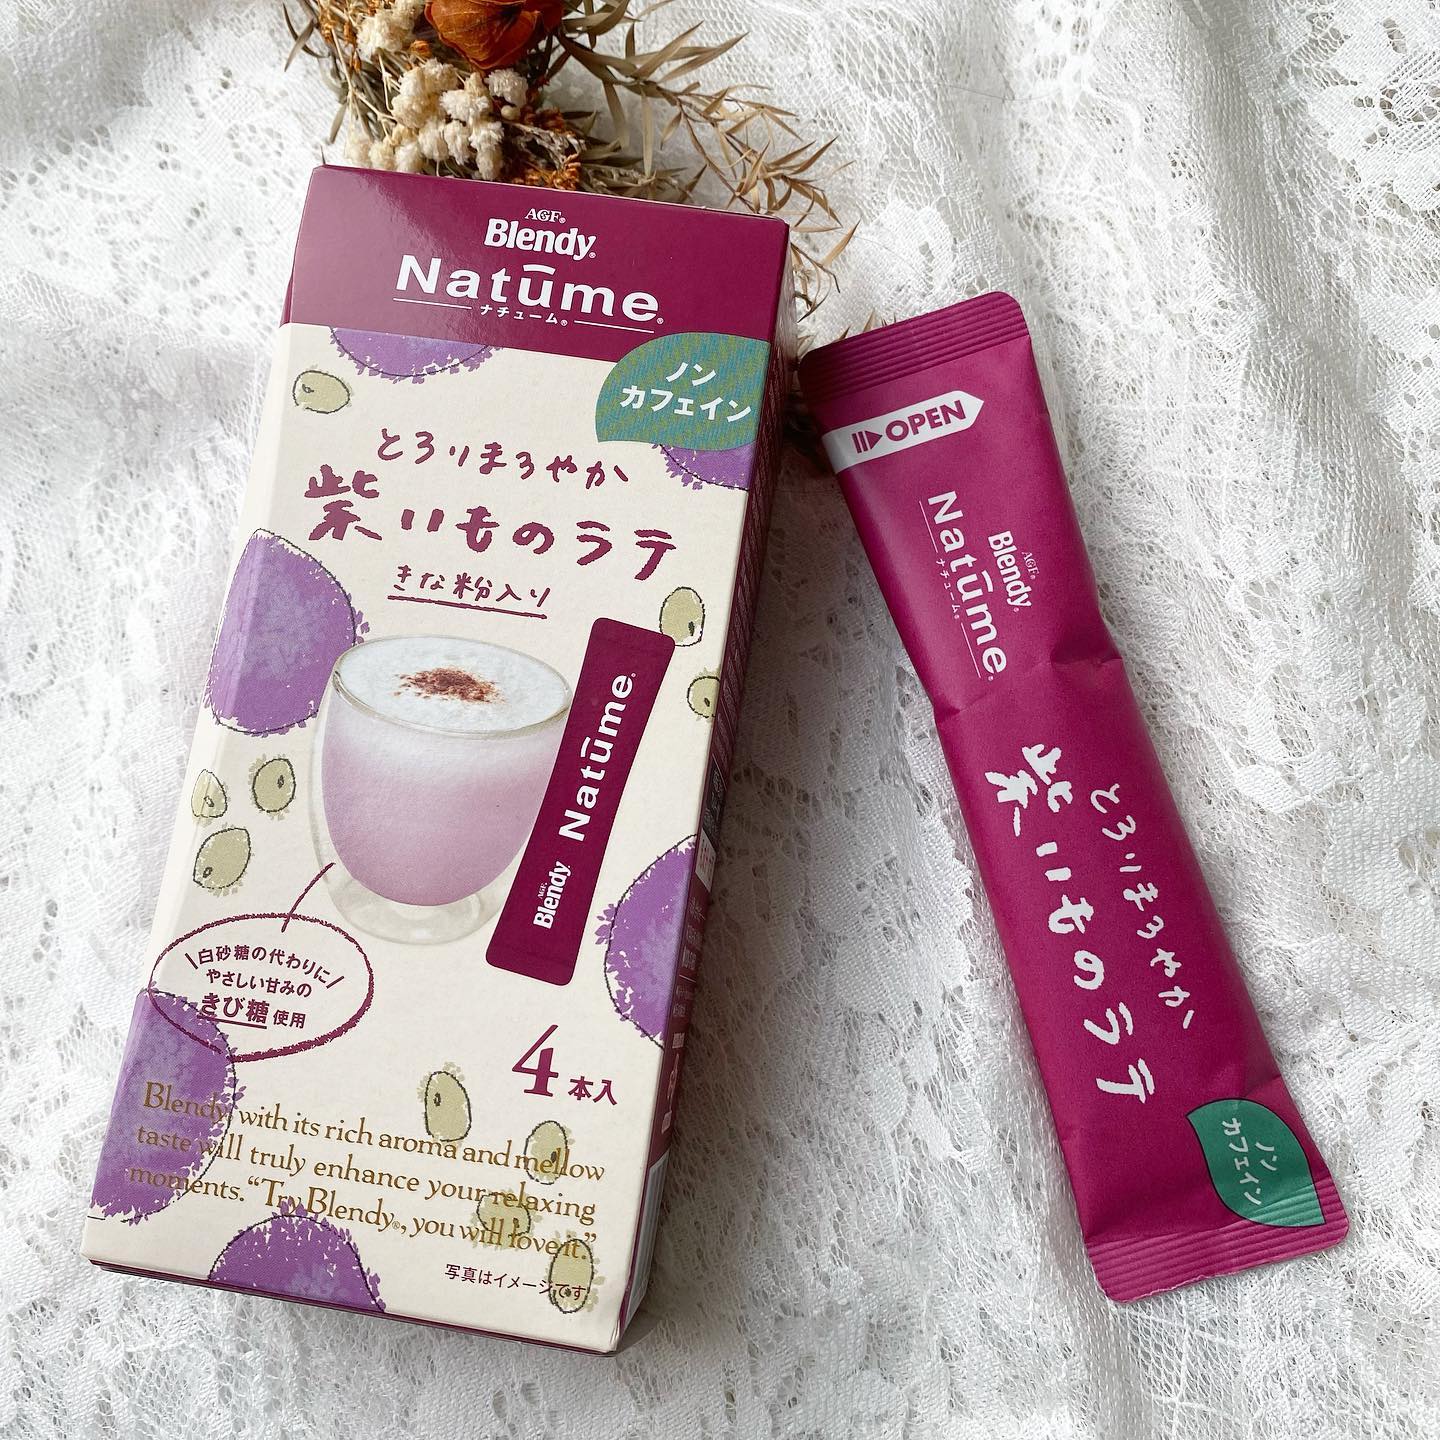 AGF®
Blendy®
Natūme®
ナチューム®
ノン
カフェイン
とろりまろやか
紫いものラテ
きな粉入り
AGF®
Blendy®
Natūme®
\白砂糖の代わりに/
やさしい甘みの
きび糖使用
4本入
Blendy® with its rich aroma and mellow
taste will truly enhance your relaxing
moments. “Try Blendy®, you will love it.”
写真はイメージです
OPEN
AGF®
Blendy®
Natūme®
ナチューム®
とろりまろやか
紫いものラテ
ノン
カフェイン